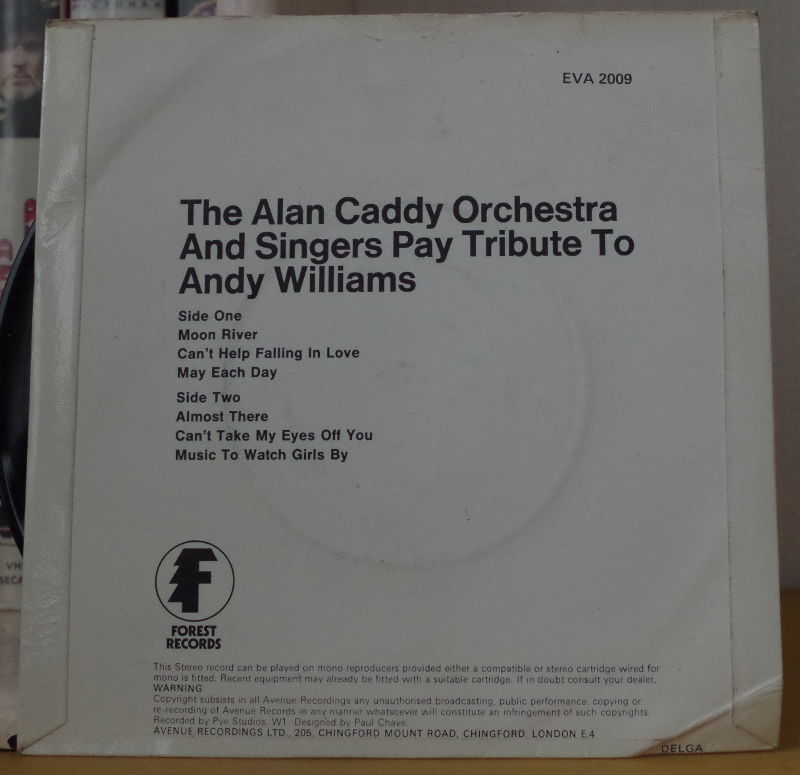 EVA 2009
The Alan Caddy Orchestra
And Singers Pay Tribute To
Andy Williams
Side One
Moon River
Can't Help Falling In Love
May Each Day
Side Two
Almost There
Can't Take My Eyes Off You
Music To Watch Girls By
F
FOREST
RECORDS
This Stereo record can be played on mono reproducers provided either a compatible or stereo cartridge wired for
mono is fitted. Recent equipment may already be fitted with a suitable cartridge. If in doubt consult your dealer.
WARNING
Copyright subsists in all Avenue Recordings any unauthorised broadcasting, public performance, copying or
re-recording of Avenue Records in any manner whatsoever will constitute an infringement of such copyrights.
Recorded by Pye Studios, W1 Designed by Paul Chave.
AVENUE RECORDINGS LTD., 205, CHINGFORD MOUNT ROAD, CHINGFORD, LONDON E.4
DELGA